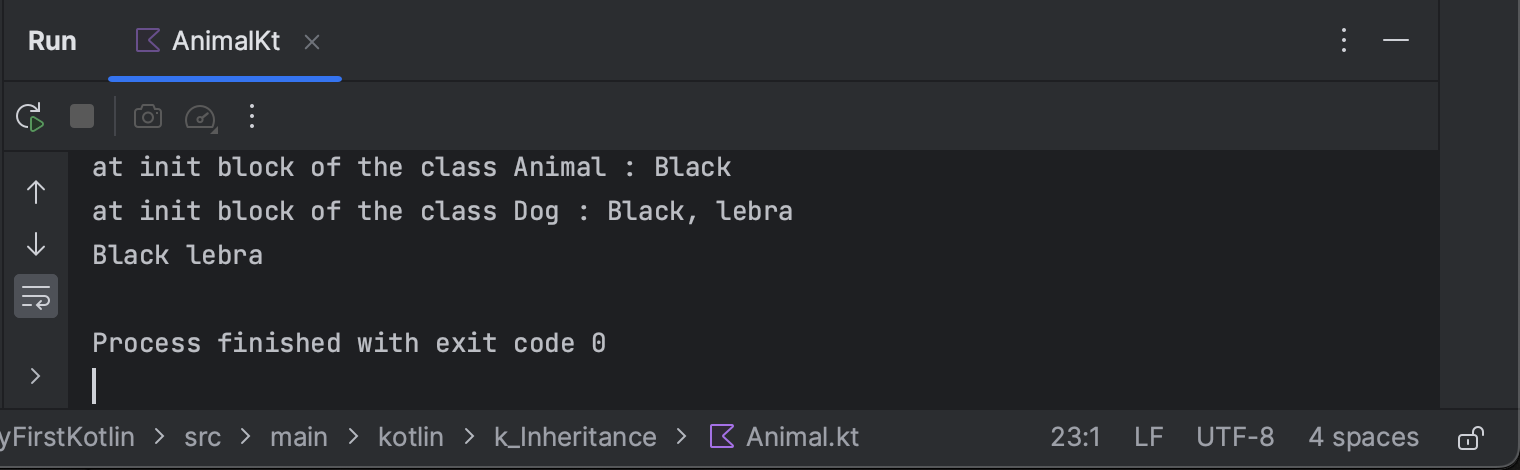 Run AnimalKt
at init block of the class Animal : Black
at init block of the class Dog : Black, lebra
Black lebra
Process finished with exit code 0
yFirstKotlin > src > main > kotlin > k_Inheritance > Animal.kt 23:1 LF UTF-8 4 spaces